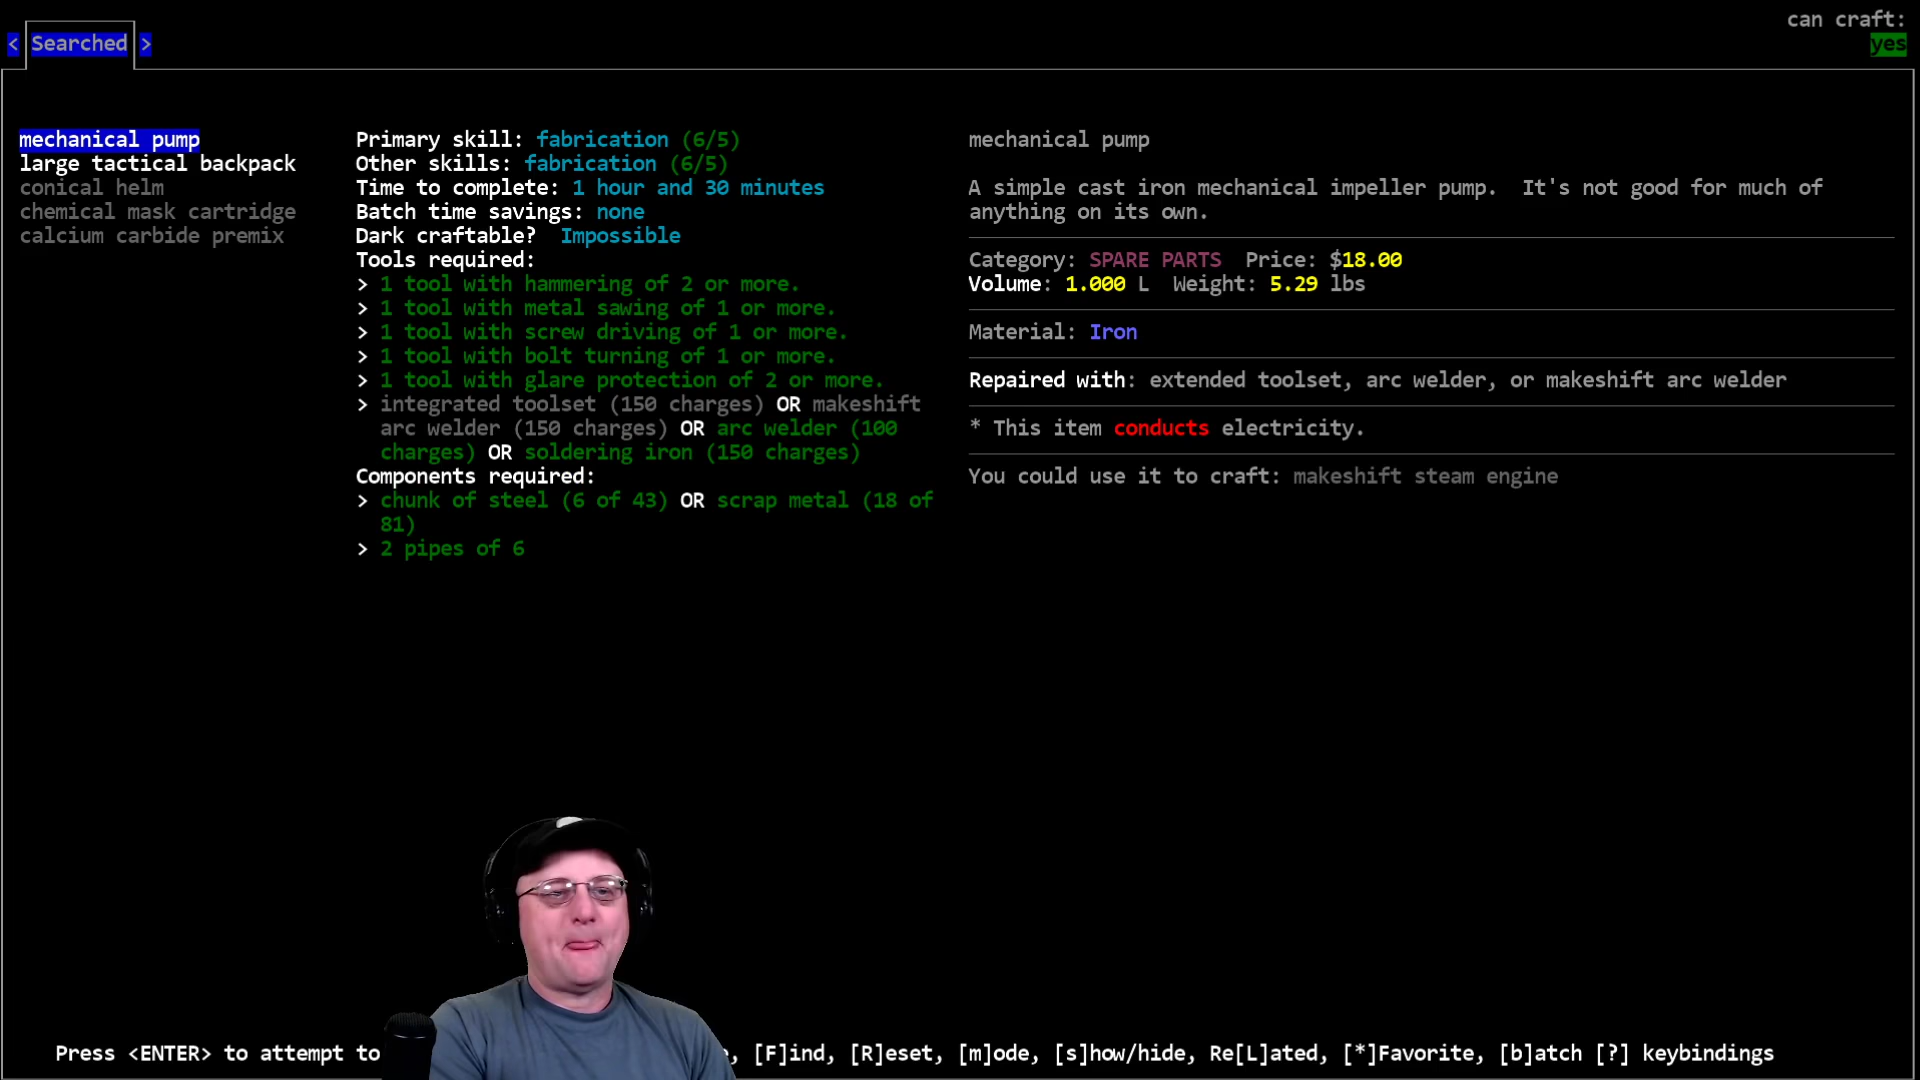 can craft:
< Searched >
yes
mechanical pump
large tactical backpack
conical helm
chemical mask cartridge
calcium carbide premix
Primary skill: fabrication (6/5)
Other skills: fabrication (6/5)
Time to complete: 1 hour and 30 minutes
Batch time savings: none
Dark craftable? Impossible
Tools required:
> 1 tool with hammering of 2 or more.
> 1 tool with metal sawing of 1 or more.
> 1 tool with screw driving of 1 or more.
> 1 tool with bolt turning of 1 or more.
> 1 tool with glare protection of 2 or more.
> integrated toolset (150 charges) OR makeshift
arc welder (150 charges) OR arc welder (100
charges) OR soldering iron (150 charges)
Components required:
> chunk of steel (6 of 43) OR scrap metal (18 of
81)
> 2 pipes of 6
mechanical pump
A simple cast iron mechanical impeller pump.  It's not good for much of
anything on its own.
Category: SPARE PARTS  Price: $18.00
Volume: 1.000 L  Weight: 5.29 lbs
Material: Iron
Repaired with: extended toolset, arc welder, or makeshift arc welder
* This item conducts electricity.
You could use it to craft: makeshift steam engine
Press <ENTER> to attempt to , [F]ind, [R]eset, [m]ode, [s]how/hide, Re[L]ated, [*]Favorite, [b]atch [?] keybindings